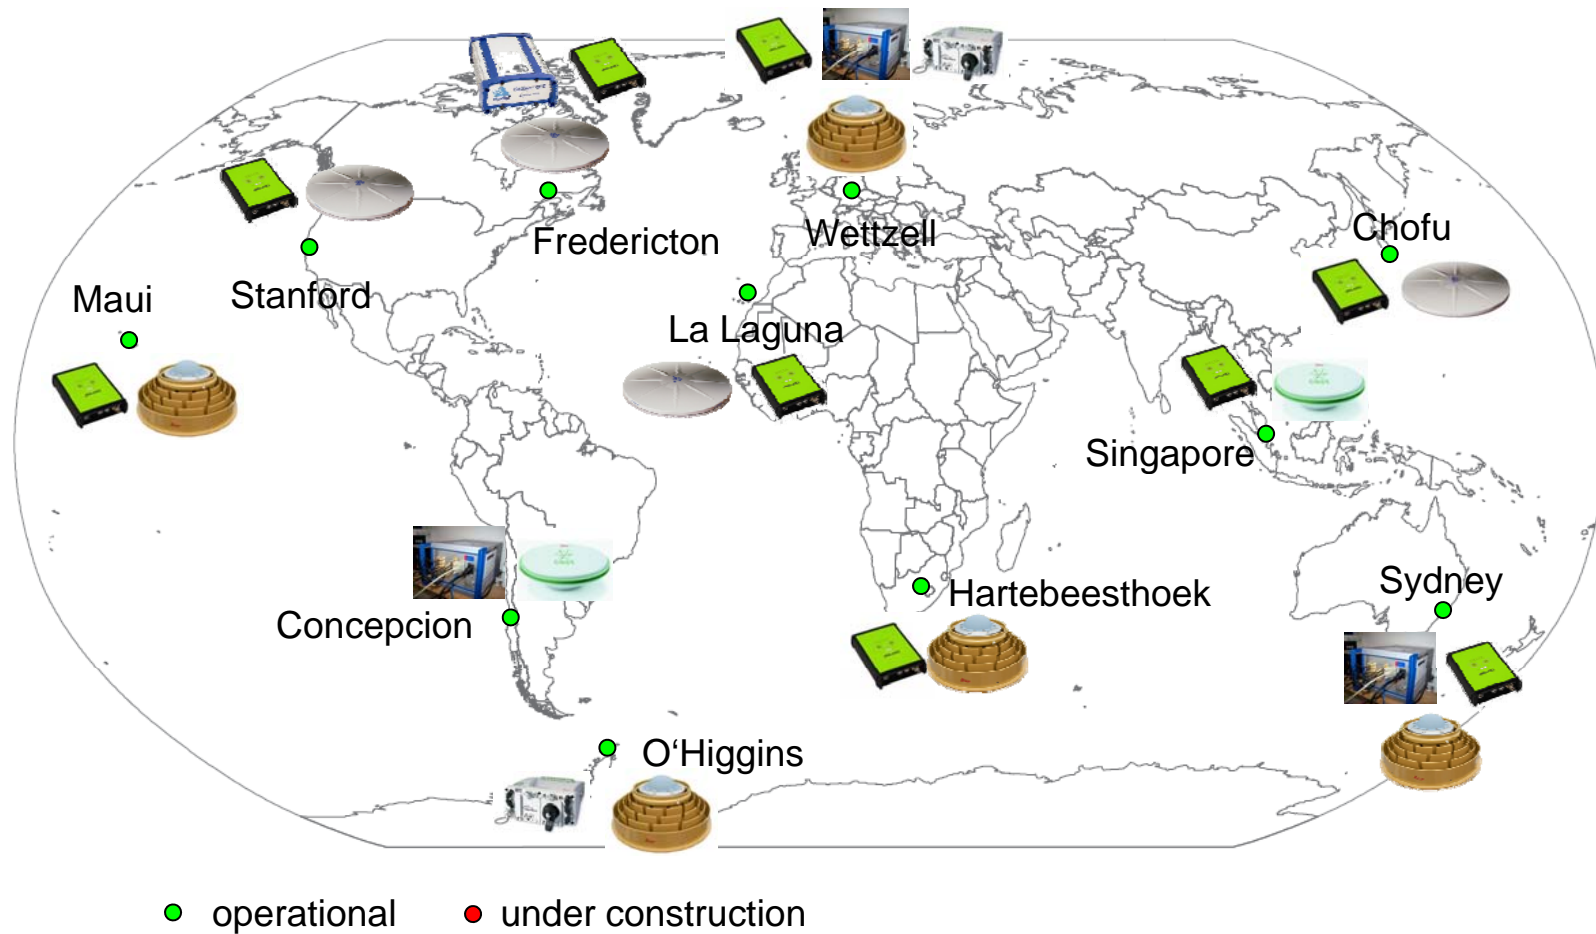 Chofu
Fredericton
Wettzell
Maui
Stanford
La Laguna
Singapore
Sydney
Hartebeesthoek
Concepcion
O‘Higgins
operational
under construction